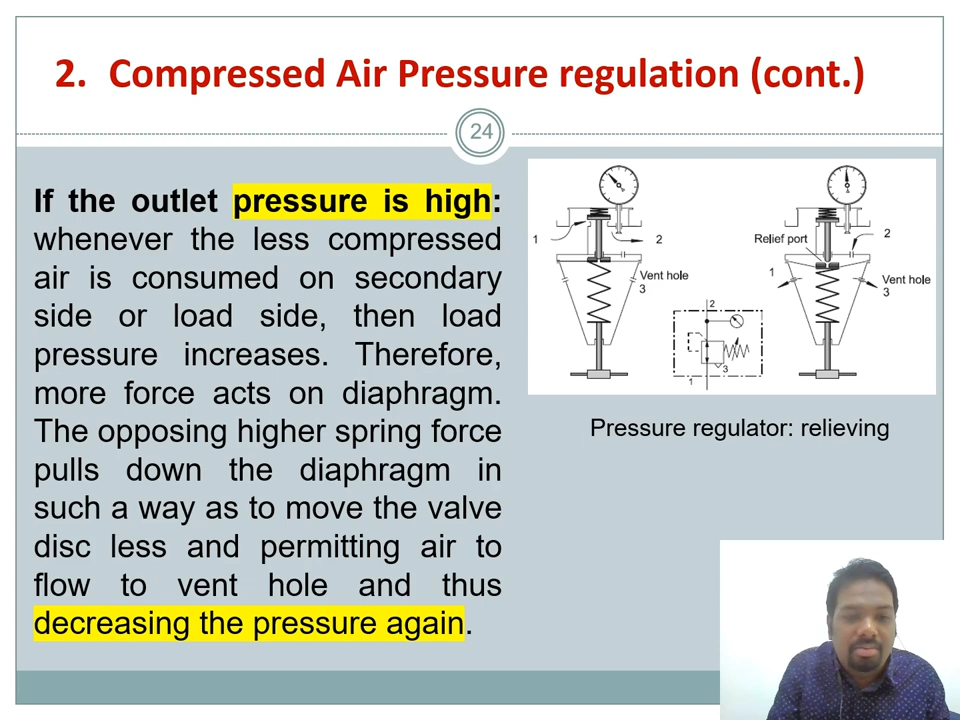 2. Compressed Air Pressure regulation (cont.)
24
If the outlet pressure is high:
whenever the less compressed
air is consumed on secondary
side or load side, then load
pressure increases. Therefore,
more force acts on diaphragm.
The opposing higher spring force
pulls down the diaphragm in
such a way as to move the valve
disc less and permitting air to
flow to vent hole and thus
decreasing the pressure again.
1
2
Vent hole
3
2
3
1
Relief port
2
1
Vent hole
3
Pressure regulator: relieving